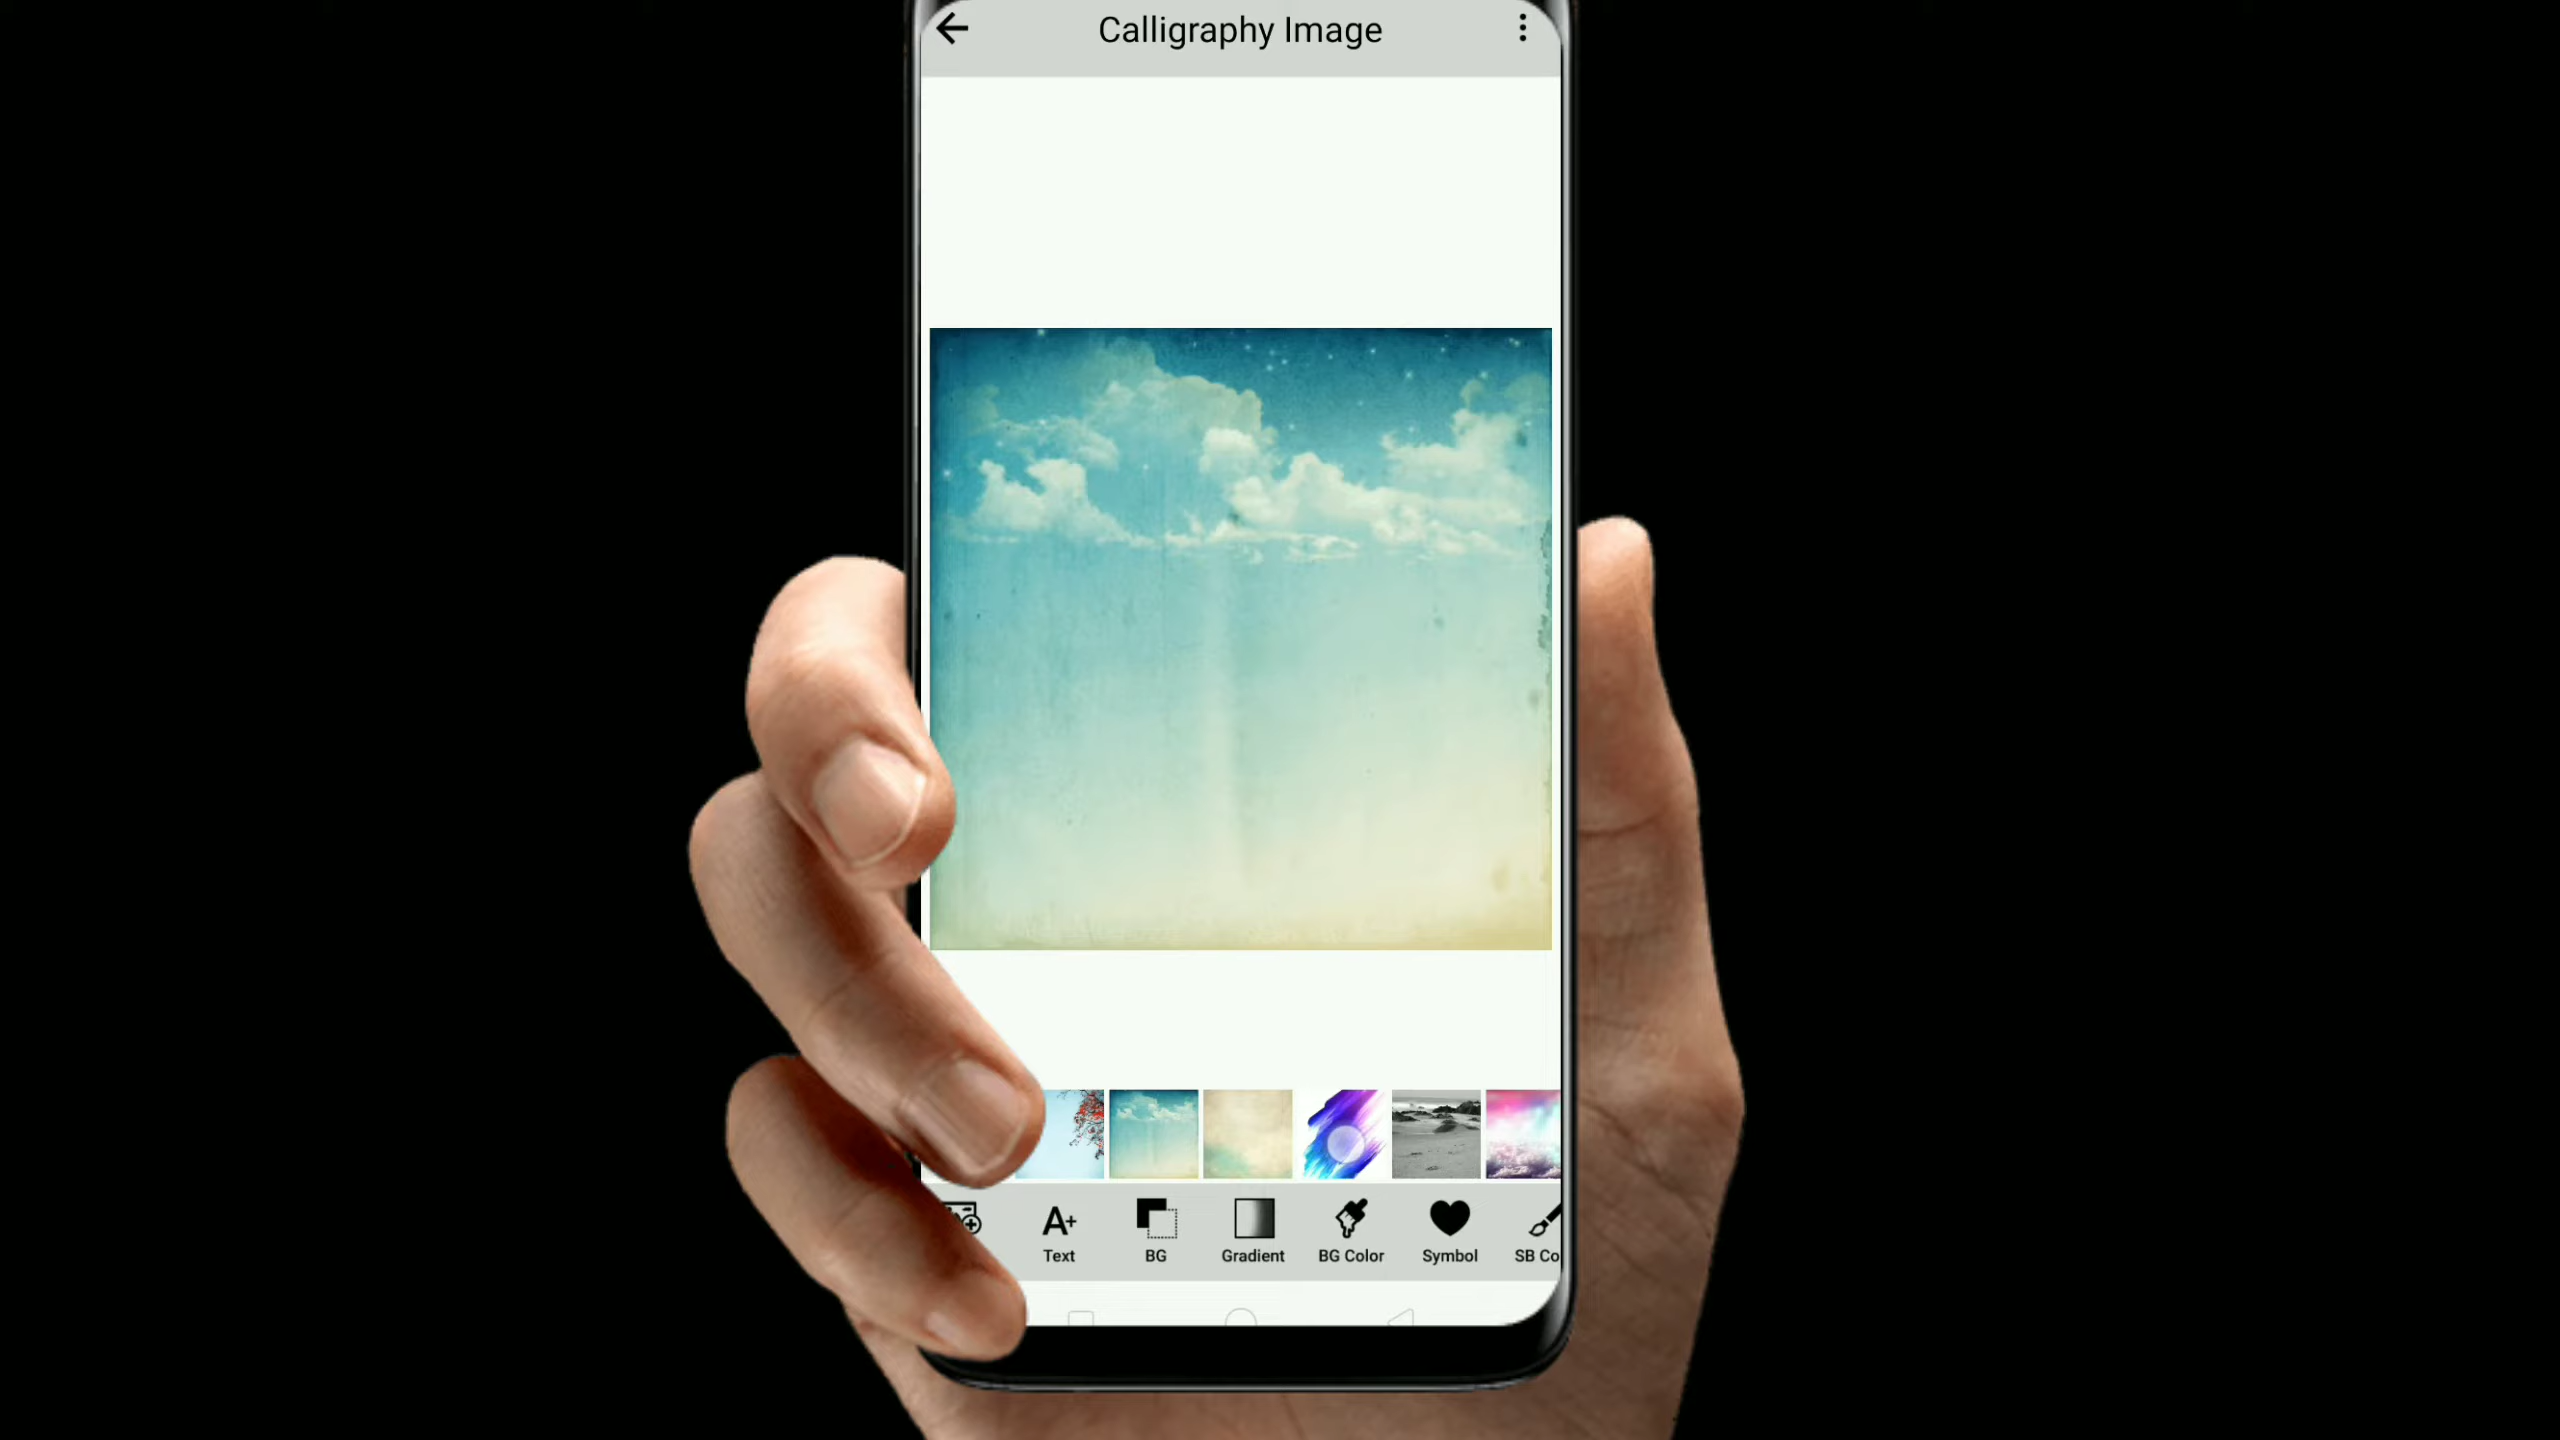 Calligraphy Image
A+
Text
BG
Gradient
BG Color
Symbol
SB Co